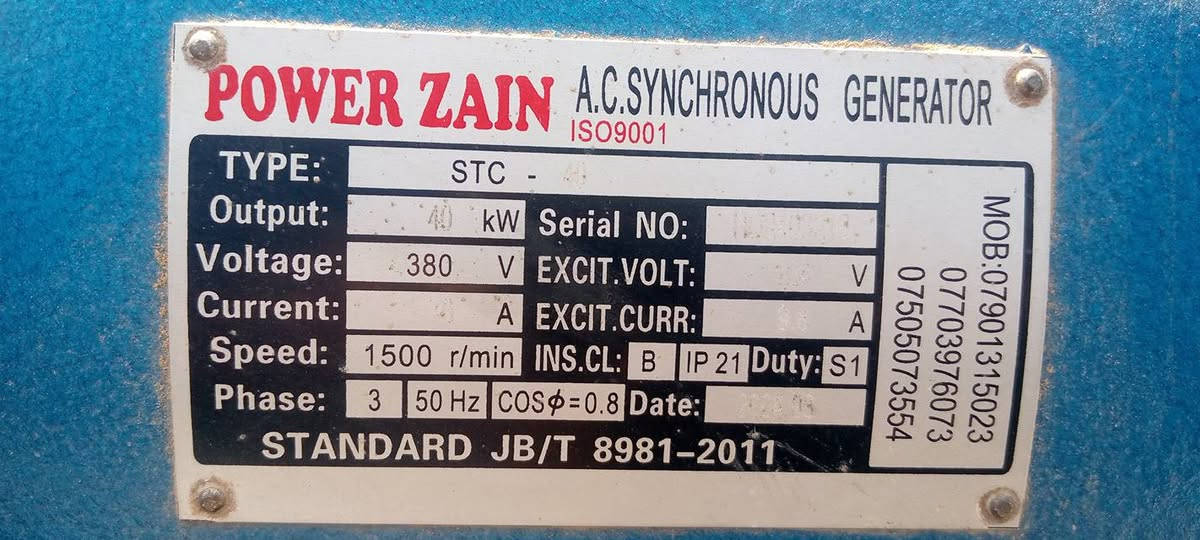 POWER ZAIN A.C.SYNCHRONOUS GENERATOR
ISO9001
TYPE: STC - 40
Output: 40 kW Serial NO:
Voltage: 380 V EXCIT.VOLT: V
Current: A EXCIT.CURR: A
Speed: 1500 r/min INS.CL: B IP 21 Duty: S1
Phase: 3 50 Hz COSϕ=0.8 Date:
STANDARD JB/T 8981-2011
MOB:07901315023
07703976073
07505073554